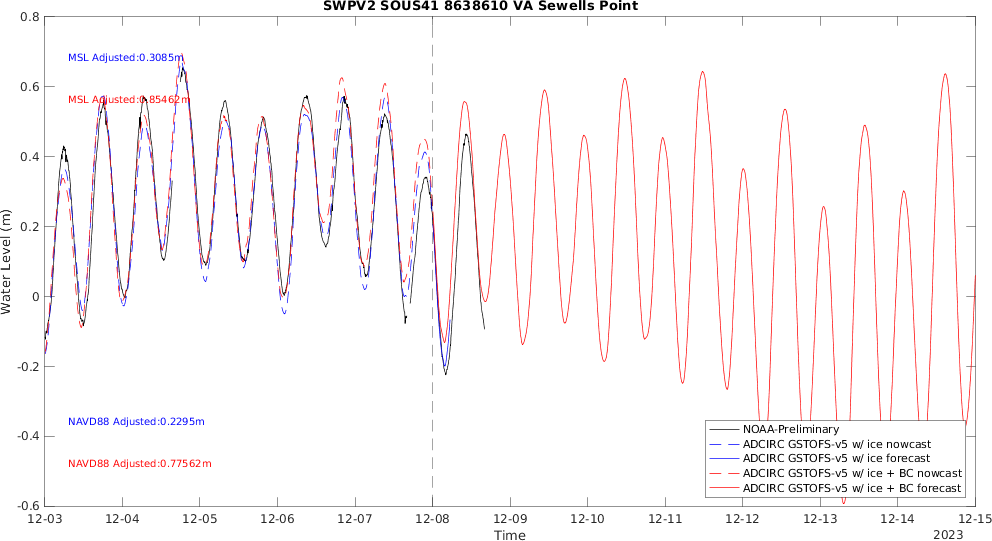 SWPV2 SOUS41 8638610 VA Sewells Point
0.8
0.6
0.4
0.2
0
-0.2
-0.4
-0.6
Water Level (m)
MSL Adjusted:0.3085m
MSL Adjusted:0.85462m
NAVD88 Adjusted:0.2295m
NAVD88 Adjusted:0.77562m
NOAA-Preliminary
ADCIRC GSTOFS-v5 w/ ice nowcast
ADCIRC GSTOFS-v5 w/ ice forecast
ADCIRC GSTOFS-v5 w/ ice + BC nowcast
ADCIRC GSTOFS-v5 w/ ice + BC forecast
12-03 12-04 12-05 12-06 12-07 12-08 12-09 12-10 12-11 12-12 12-13 12-14 12-15
Time
2023